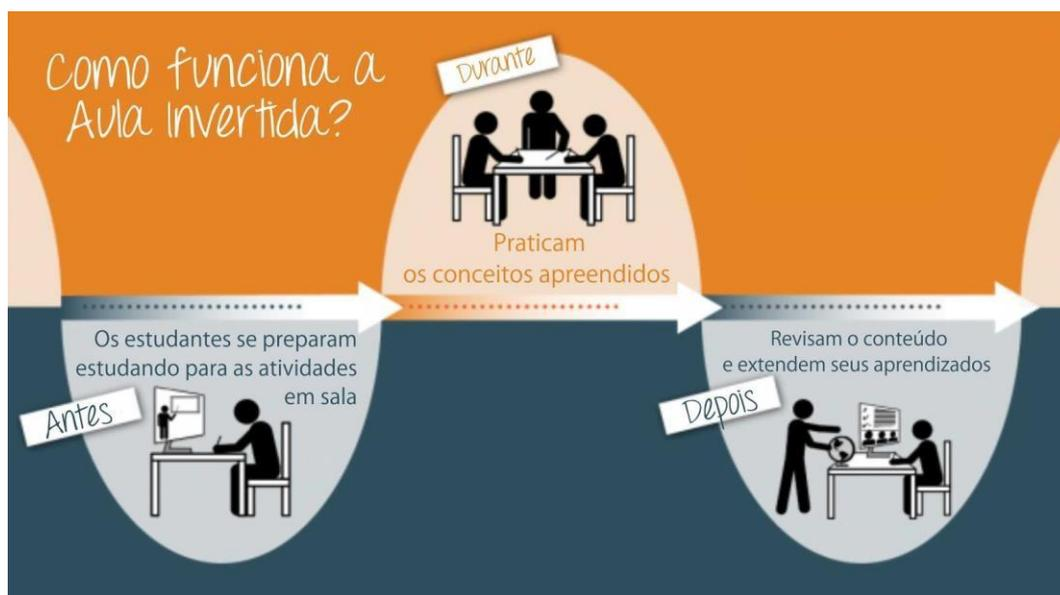 Como funciona a
Aula Invertida?
Durante
Praticam
os conceitos apreendidos
Os estudantes se preparam
estudando para as atividades
em sala
Antes
Revisam o conteúdo
e extendem seus aprendizados
Depois